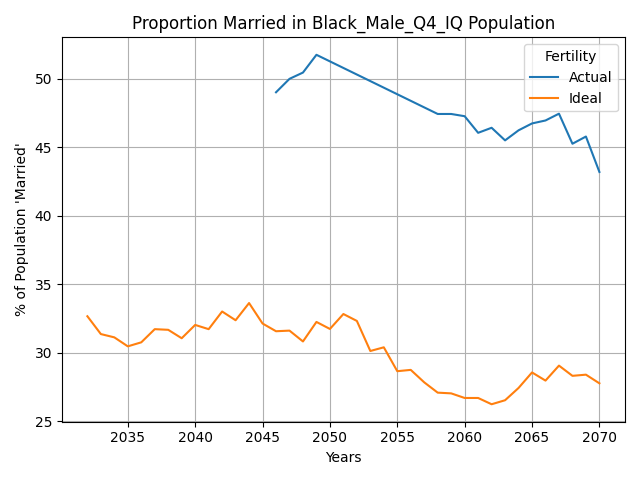 Proportion Married in Black_Male_Q4_IQ Population
Fertility
Actual
Ideal
% of Population 'Married'
50
45
40
35
30
25
2035
2040
2045
2050
2055
2060
2065
2070
Years